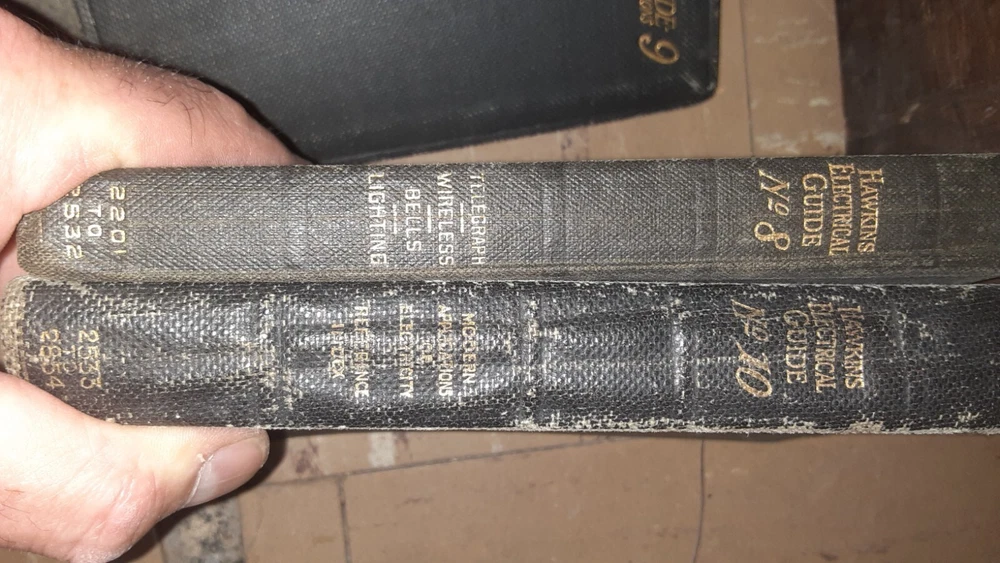 HAWKINS
ELECTRICAL
GUIDE
No 8
TELEGRAPH
WIRELESS
BELLS
LIGHTING
2201
TO
2532
HAWKINS
ELECTRICAL
GUIDE
No 10
MODERN
APPLICATIONS
OF
ELECTRICITY
REFERENCE
INDEX
2533
TO
2854
9